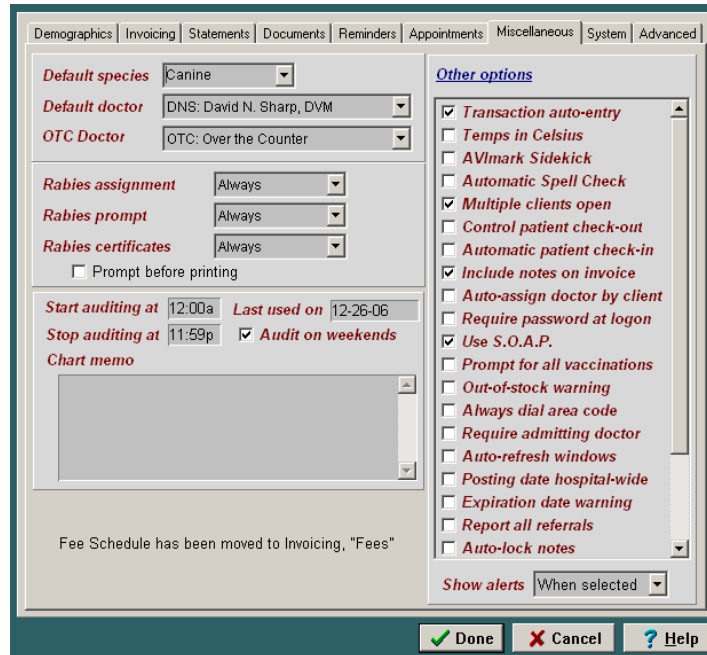 Demographics Invoicing Statements Documents Reminders Appointments Miscellaneous System Advanced
Default species Canine
Default doctor DNS: David N. Sharp, DVM
OTC Doctor OTC: Over the Counter
Rabies assignment Always
Rabies prompt Always
Rabies certificates Always
Prompt before printing
Start auditing at 12:00a Last used on 12-26-06
Stop auditing at 11:59p Audit on weekends
Chart memo
Fee Schedule has been moved to Invoicing, "Fees"
Other options
Transaction auto-entry
Temps in Celsius
AVImark Sidekick
Automatic Spell Check
Multiple clients open
Control patient check-out
Automatic patient check-in
Include notes on invoice
Auto-assign doctor by client
Require password at logon
Use S.O.A.P.
Prompt for all vaccinations
Out-of-stock warning
Always dial area code
Require admitting doctor
Auto-refresh windows
Posting date hospital-wide
Expiration date warning
Report all referrals
Auto-lock notes
Show alerts When selected
Done Cancel ? Help